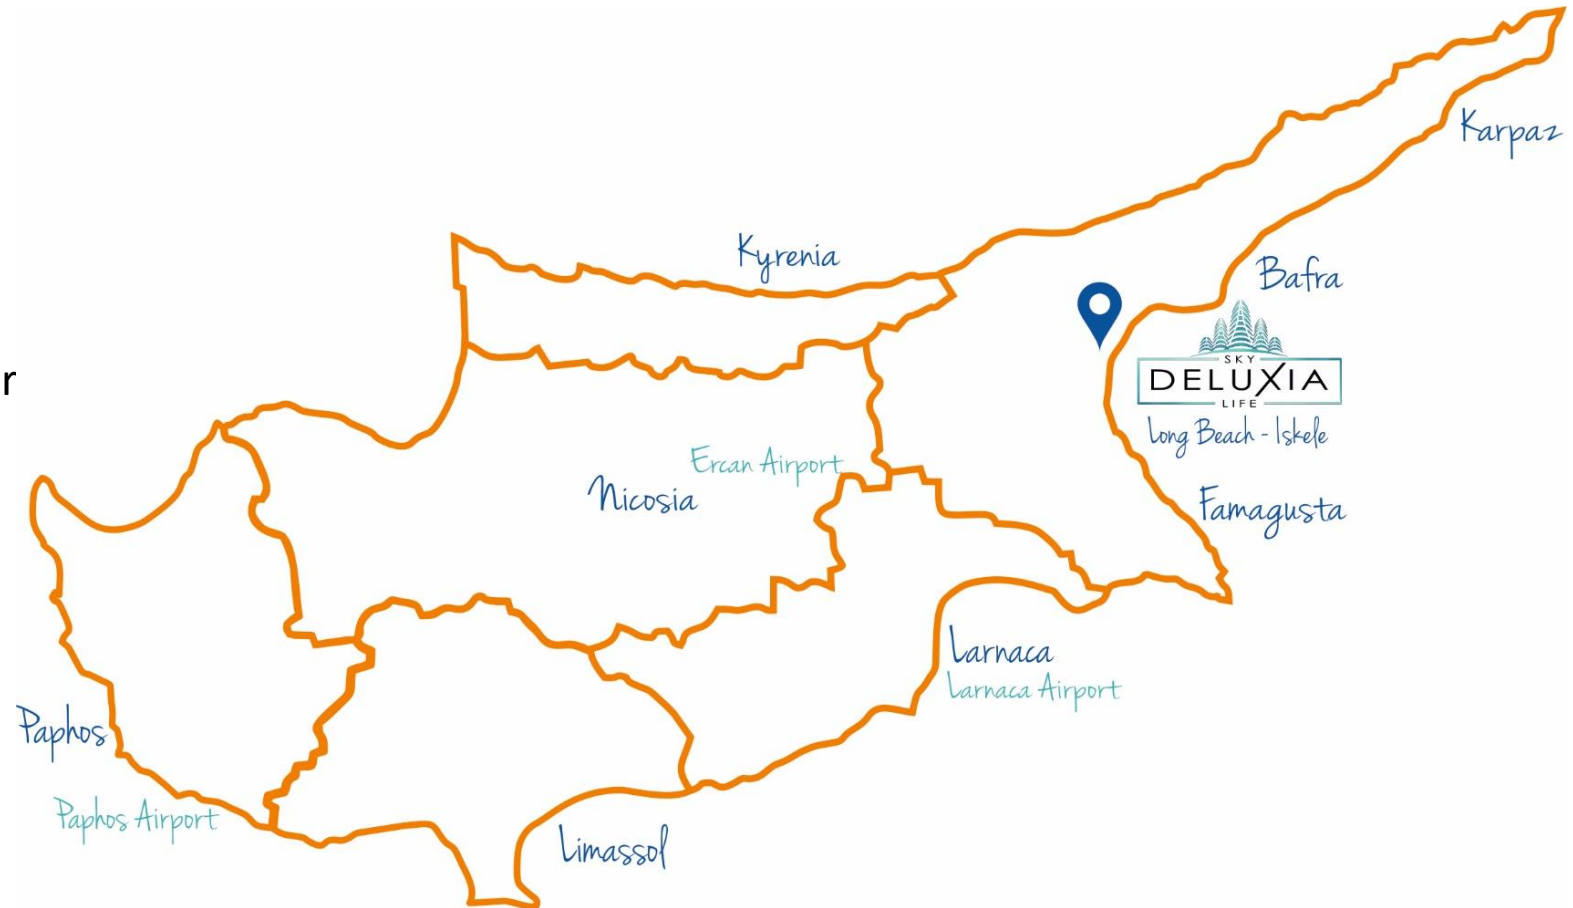 Karpaz
Kyrenia
Bafra
SKY
DELUXIA
LIFE
Long Beach - Iskele
r
Ercan Airport
Nicosia
Famagusta
Larnaca
Larnaca Airport
Paphos
Paphos Airport
Limassol